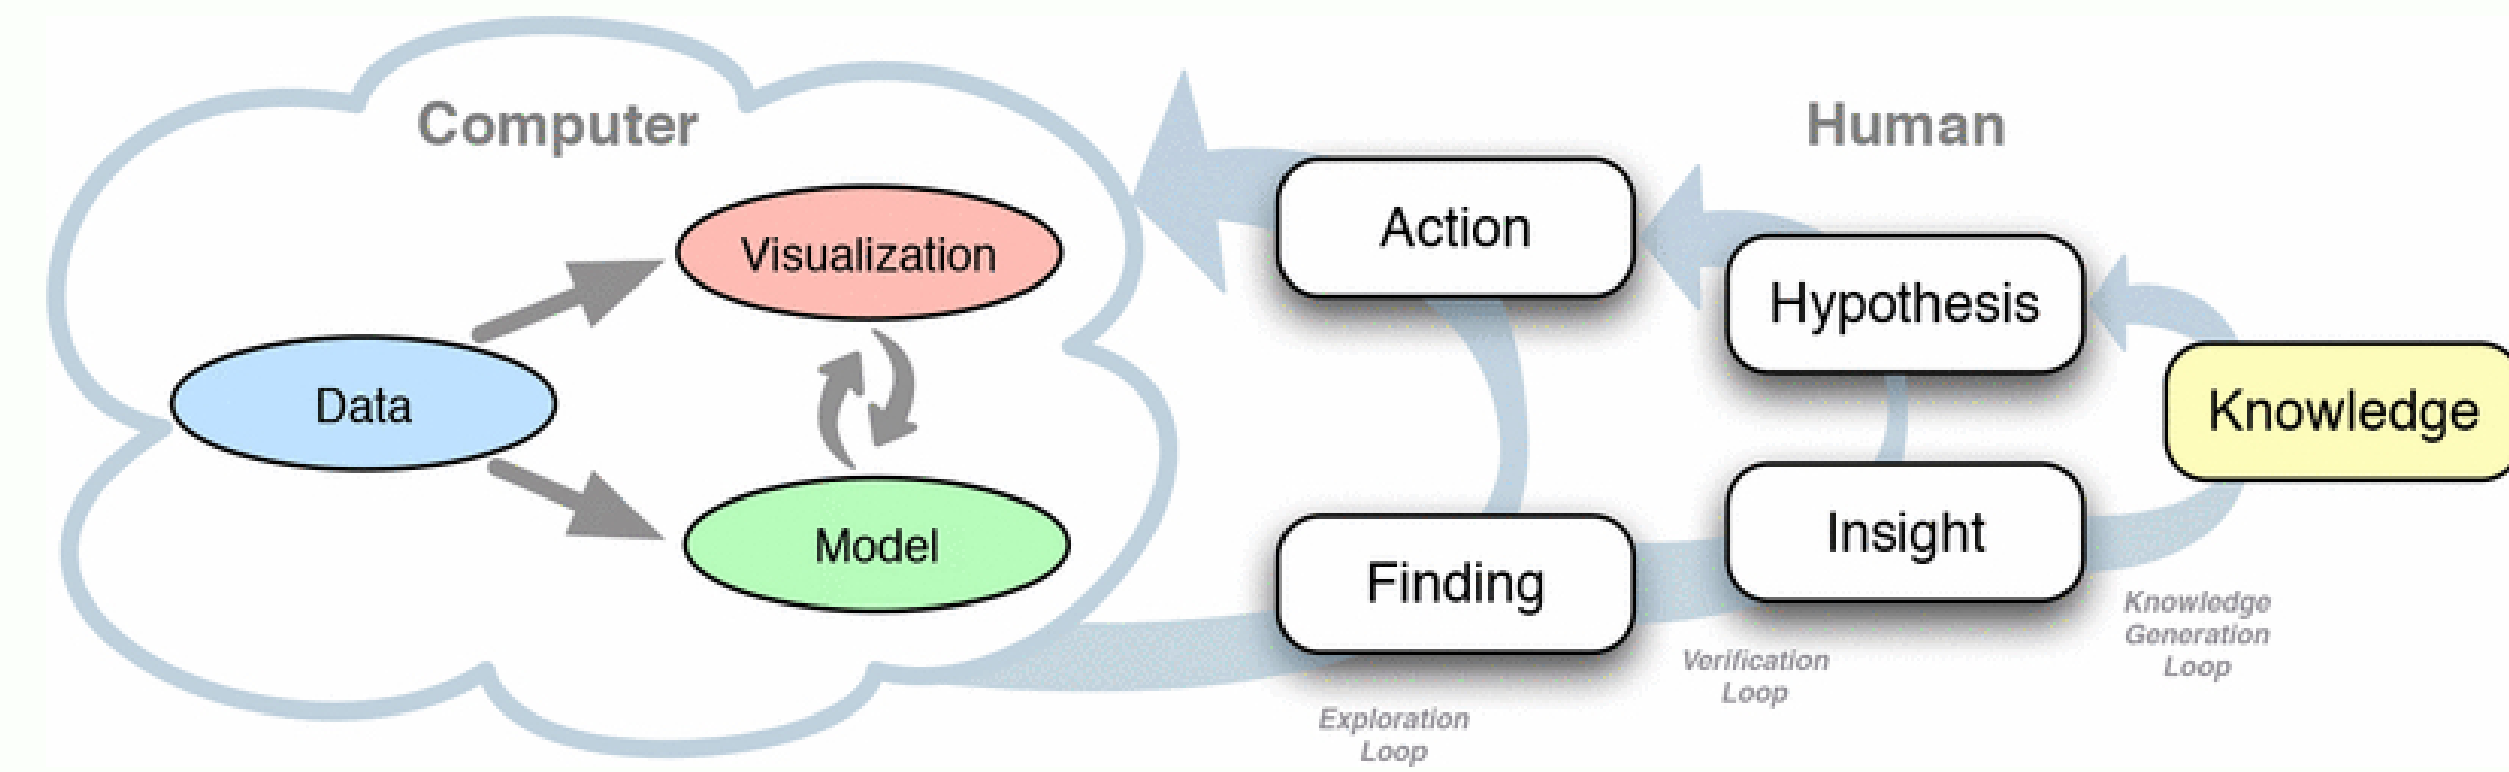 Computer
Human
Visualization
Action
Hypothesis
Data
Knowledge
Model
Insight
Finding
Knowledge
Generation
Loop
Verification
Loop
Exploration
Loop